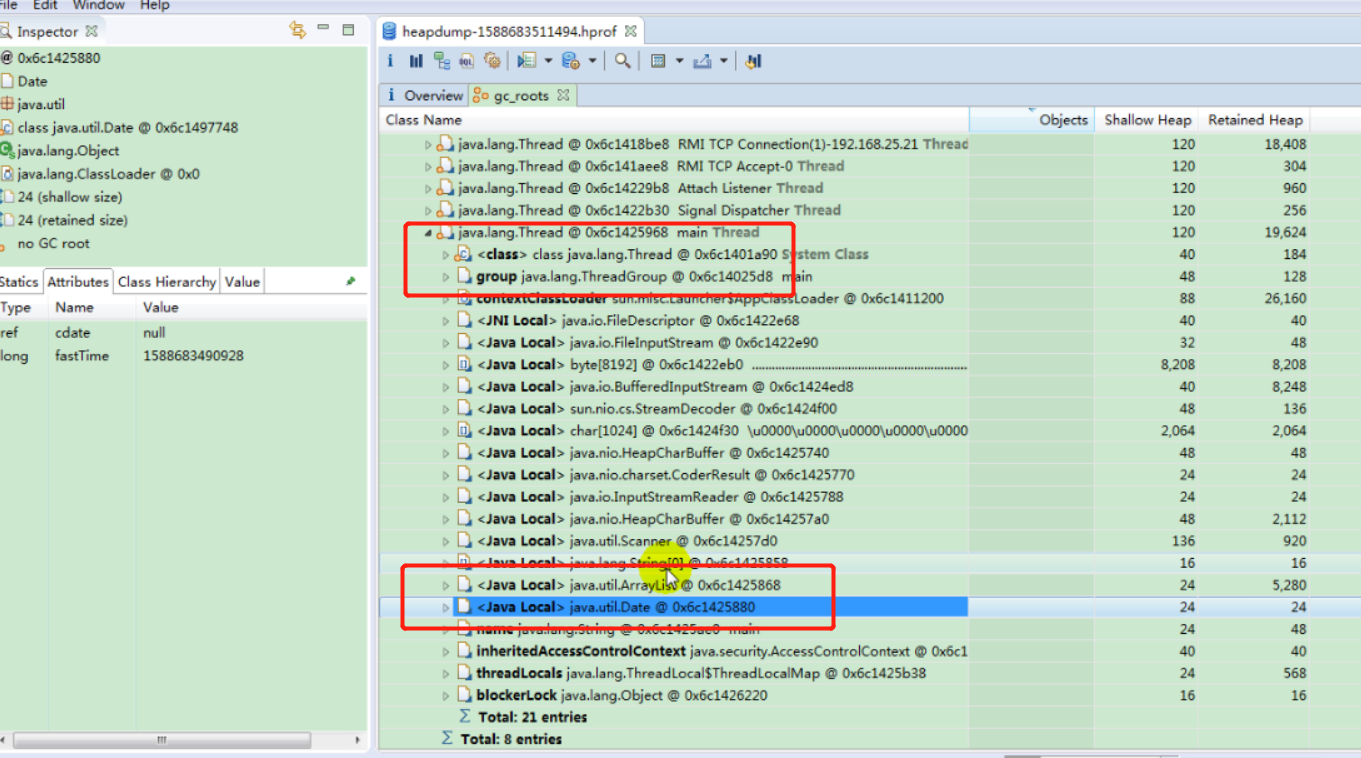 File Edit Window Help
Inspector
@ 0x6c1425880
Date
java.util
class java.util.Date @ 0x6c1497748
java.lang.Object
java.lang.ClassLoader @ 0x0
24 (shallow size)
24 (retained size)
no GC root
Statics Attributes Class Hierarchy Value
Type Name Value
ref cdate null
long fastTime 1588683490928
heapdump-1588683511494.hprof
i Overview gc_roots
Class Name Objects Shallow Heap Retained Heap
java.lang.Thread @ 0x6c1418be8 RMI TCP Connection(1)-192.168.25.21 Thread 120 18,408
java.lang.Thread @ 0x6c141aee8 RMI TCP Accept-0 Thread 120 304
java.lang.Thread @ 0x6c14229b8 Attach Listener Thread 120 960
java.lang.Thread @ 0x6c1422b30 Signal Dispatcher Thread 120 256
java.lang.Thread @ 0x6c1425968 main Thread 120 19,624
<class> class java.lang.Thread @ 0x6c1401a90 System Class 40 184
group java.lang.ThreadGroup @ 0x6c14025d8 main 48 128
contextClassLoader sun.misc.Launcher$AppClassLoader @ 0x6c1411200 88 26,160
<JNI Local> java.io.FileDescriptor @ 0x6c1422e68 40 40
<Java Local> java.io.FileInputStream @ 0x6c1422e90 32 48
<Java Local> byte[8192] @ 0x6c1422eb0 ................................................................ 8,208 8,208
<Java Local> java.io.BufferedInputStream @ 0x6c1424ed8 40 8,248
<Java Local> sun.nio.cs.StreamDecoder @ 0x6c1424f00 48 136
<Java Local> char[1024] @ 0x6c1424f30 \u0000\u0000\u0000\u0000\u0000 2,064 2,064
<Java Local> java.nio.HeapCharBuffer @ 0x6c1425740 48 48
<Java Local> java.nio.charset.CoderResult @ 0x6c1425770 24 24
<Java Local> java.io.InputStreamReader @ 0x6c1425788 24 24
<Java Local> java.nio.HeapCharBuffer @ 0x6c14257a0 48 2,112
<Java Local> java.util.Scanner @ 0x6c14257d0 136 920
<Java Local> java.lang.String[0] @ 0x6c1425858 16 16
<Java Local> java.util.ArrayList @ 0x6c1425868 24 5,280
<Java Local> java.util.Date @ 0x6c1425880 24 24
name java.lang.String @ 0x6c1425ae0 main 24 48
inheritedAccessControlContext java.security.AccessControlContext @ 0x6c1 40 40
threadLocals java.lang.ThreadLocal$ThreadLocalMap @ 0x6c1425b38 24 568
blockerLock java.lang.Object @ 0x6c1426220 16 16
Σ Total: 21 entries
Σ Total: 8 entries